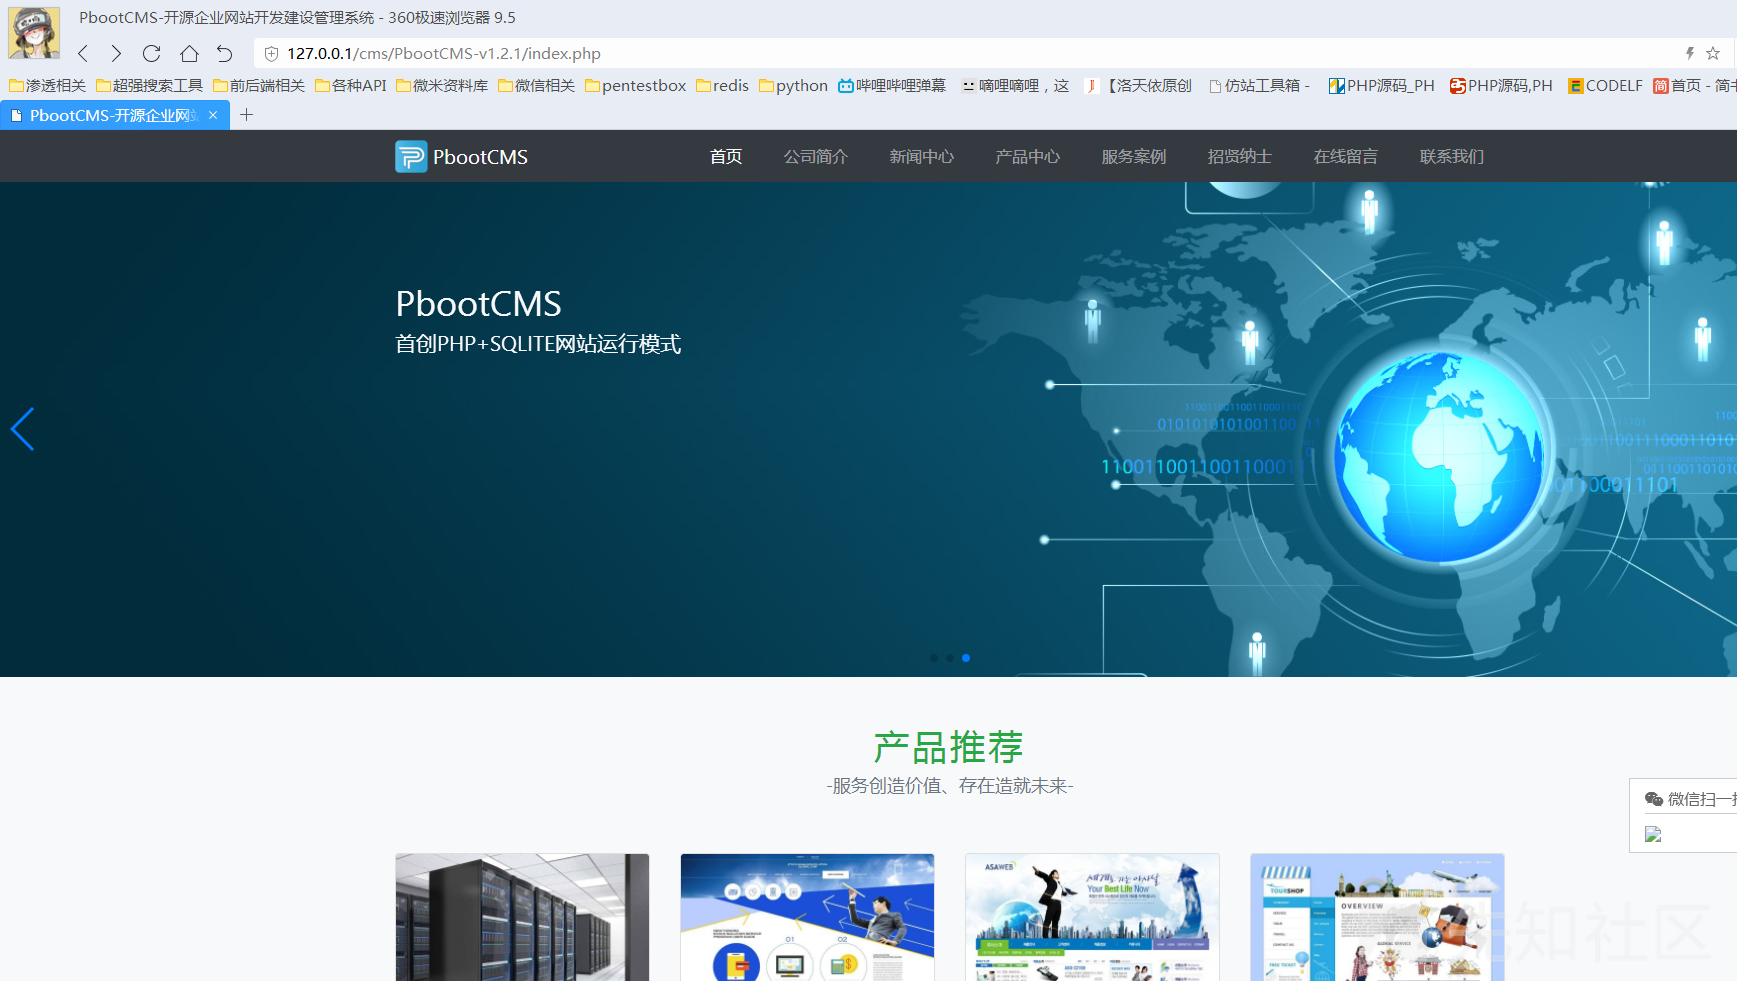 PbootCMS-开源企业网站开发建设管理系统 - 360极速浏览器 9.5
127.0.0.1/cms/PbootCMS-v1.2.1/index.php
渗透相关 超强搜索工具 前后端相关 各种API 微米资料库 微信相关 pentestbox redis python 哔哩哔哩弹幕 嘀哩嘀哩，这 【洛天依原创 仿站工具箱 - PHP源码_PH PHP源码,PH CODELF 首页 - 简书
PbootCMS-开源企业网
PbootCMS 首页 公司简介 新闻中心 产品中心 服务案例 招贤纳士 在线留言 联系我们
PbootCMS
首创PHP+SQLITE网站运行模式
产品推荐
-服务创造价值、存在造就未来-
微信扫一扫
ASAWEB
Your Best Life Now
TOURSHOP
OVERVIEW
01 02
先知社区